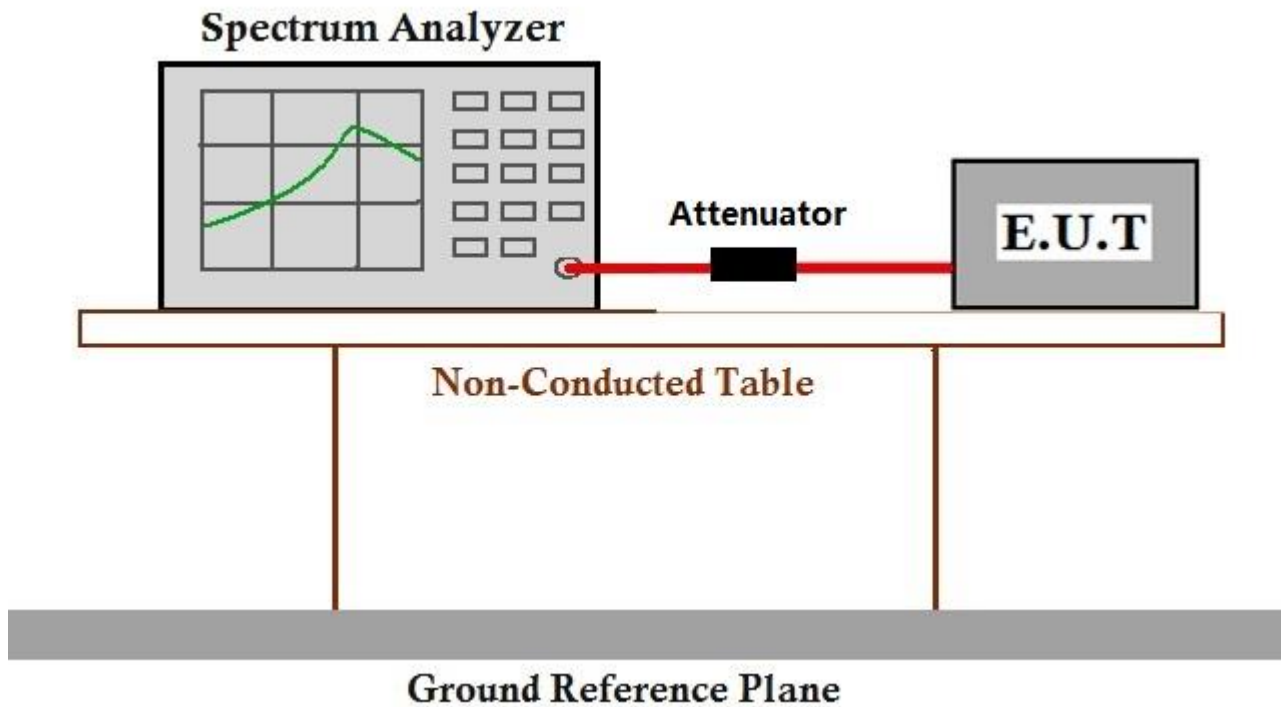 Spectrum Analyzer
Attenuator
E.U.T
Non-Conducted Table
Ground Reference Plane